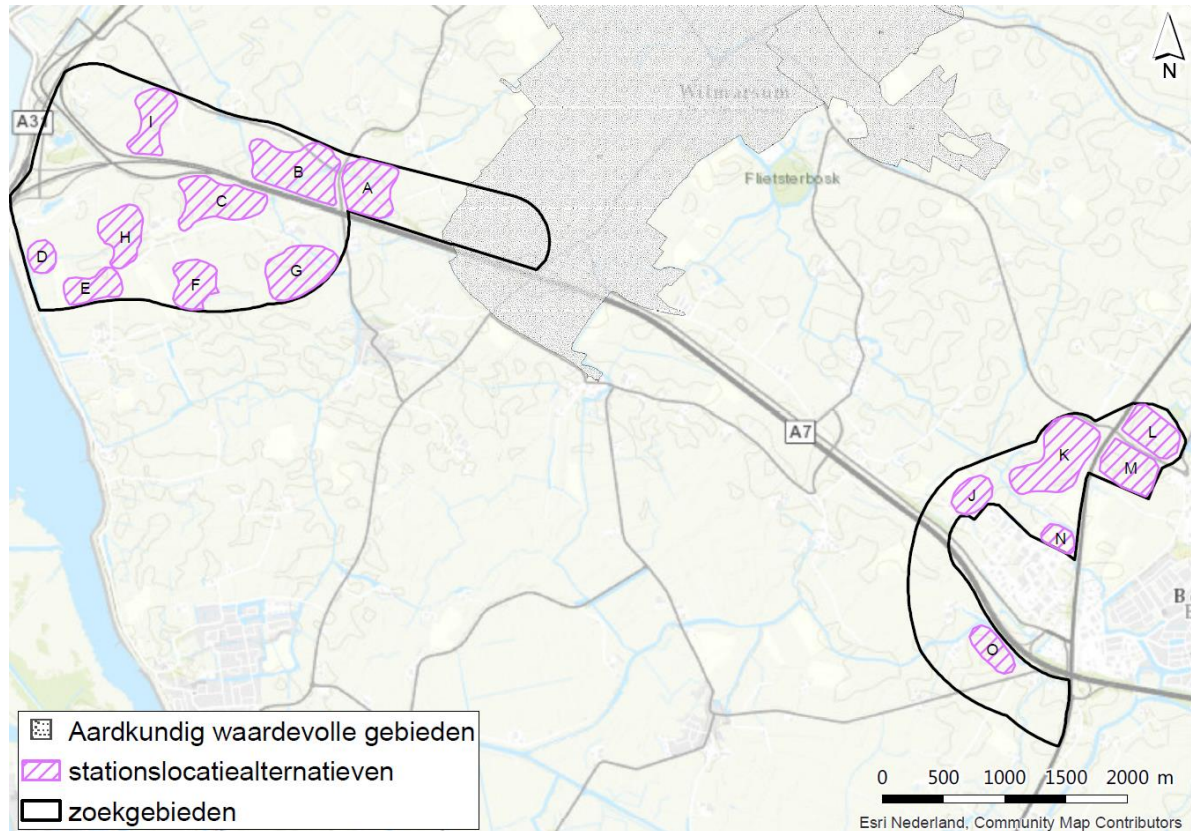 N
Witmarsum
A31
I
B
A
Flietsterbosk
C
H
D
G
E
F
A7
L
K
M
J
N
B
O
Aardkundig waardevolle gebieden
stationslocatiealternatieven
zoekgebieden
0 500 1000 1500 2000 m
Esri Nederland, Community Map Contributors